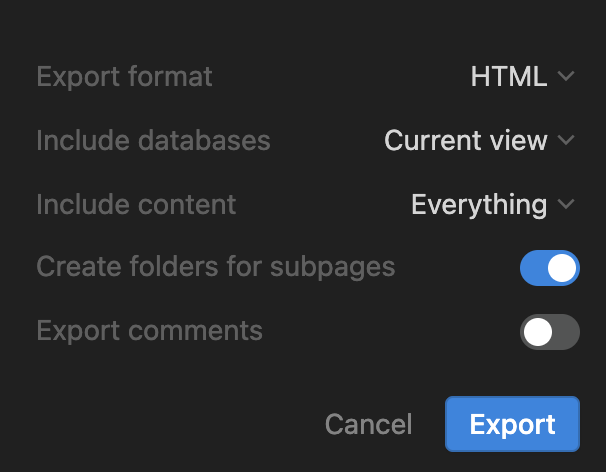 Export format HTML
Include databases Current view
Include content Everything
Create folders for subpages
Export comments
Cancel Export